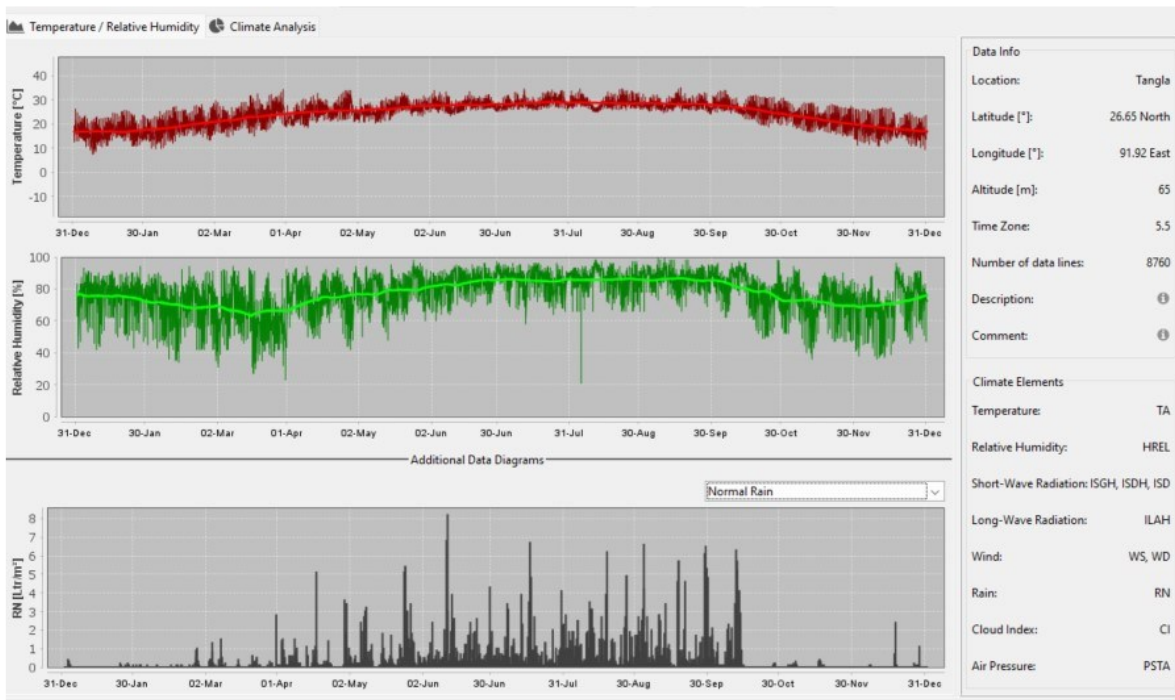 Temperature / Relative Humidity
Climate Analysis
Temperature [°C]
40
30
20
10
0
-10
31-Dec 30-Jan 02-Mar 01-Apr 02-May 02-Jun 30-Jun 31-Jul 30-Aug 30-Sep 30-Oct 30-Nov 31-Dec
Relative Humidity [%]
100
80
60
40
20
0
31-Dec 30-Jan 02-Mar 01-Apr 02-May 02-Jun 30-Jun 31-Jul 30-Aug 30-Sep 30-Oct 30-Nov 31-Dec
Additional Data Diagrams
Normal Rain
RN [Ltr/m²]
8
7
6
5
4
3
2
1
0
31-Dec 30-Jan 02-Mar 01-Apr 02-May 02-Jun 30-Jun 31-Jul 30-Aug 30-Sep 30-Oct 30-Nov 31-Dec
Data Info
Location: Tangla
Latitude [°]: 26.65 North
Longitude [°]: 91.92 East
Altitude [m]: 65
Time Zone: 5.5
Number of data lines: 8760
Description:
Comment:
Climate Elements
Temperature: TA
Relative Humidity: HREL
Short-Wave Radiation: ISGH, ISDH, ISD
Long-Wave Radiation: ILAH
Wind: WS, WD
Rain: RN
Cloud Index: CI
Air Pressure: PSTA